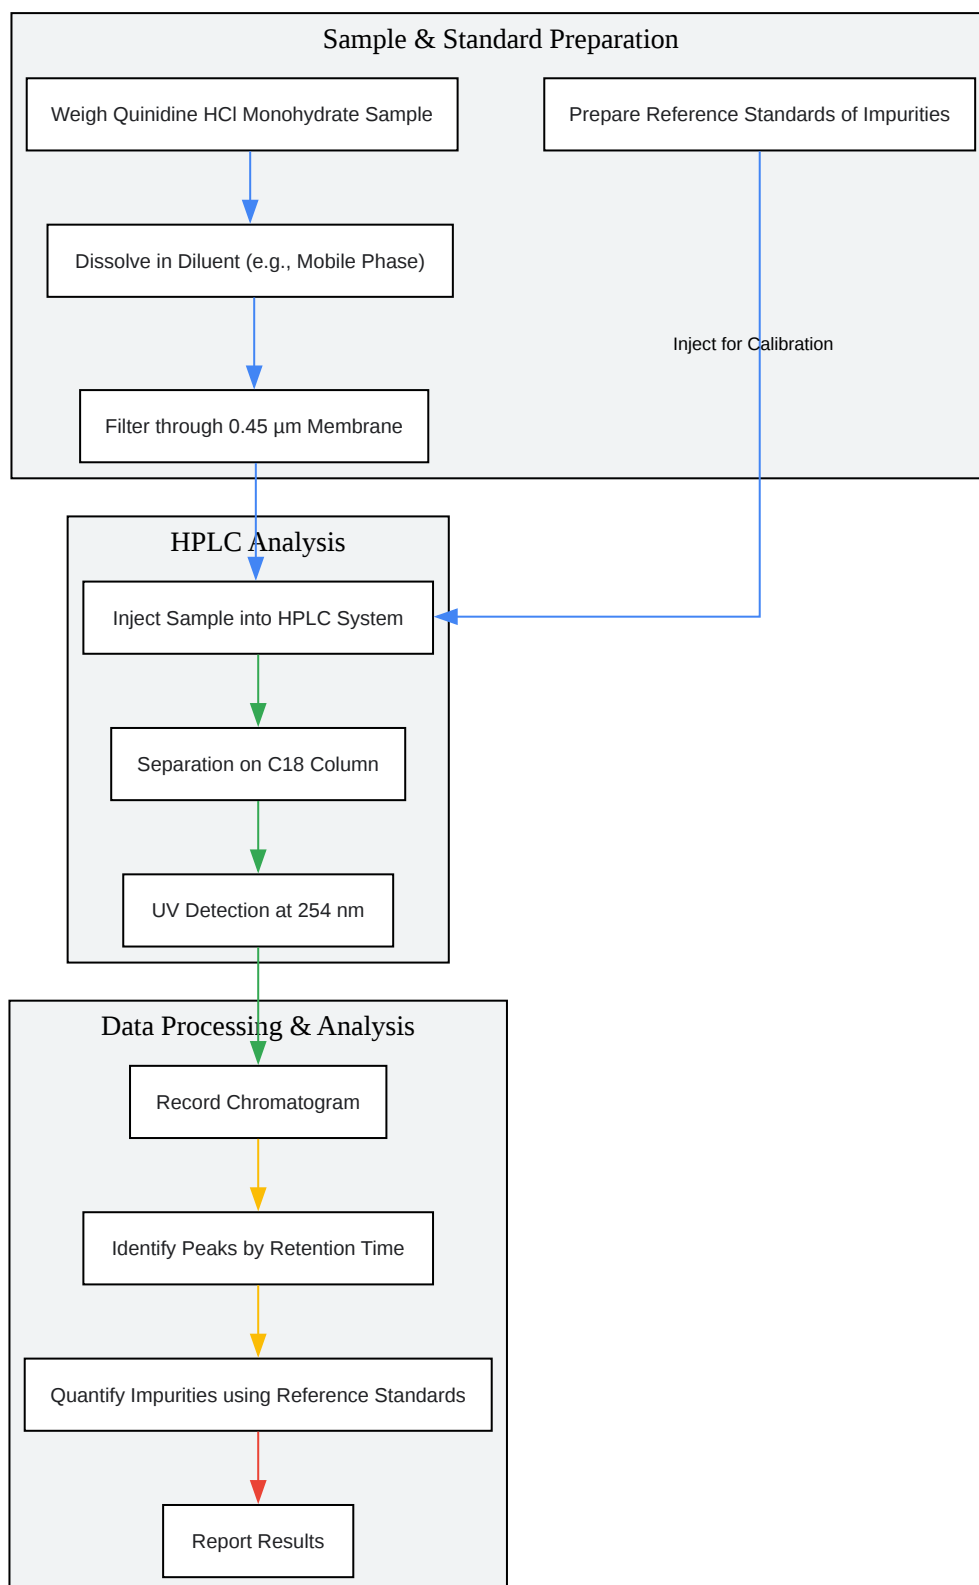 Sample & Standard Preparation
Weigh Quinidine HCl Monohydrate Sample
Prepare Reference Standards of Impurities
Dissolve in Diluent (e.g., Mobile Phase)
Inject for Calibration
Filter through 0.45 µm Membrane
HPLC Analysis
Inject Sample into HPLC System
Separation on C18 Column
UV Detection at 254 nm
Data Processing & Analysis
Record Chromatogram
Identify Peaks by Retention Time
Quantify Impurities using Reference Standards
Report Results